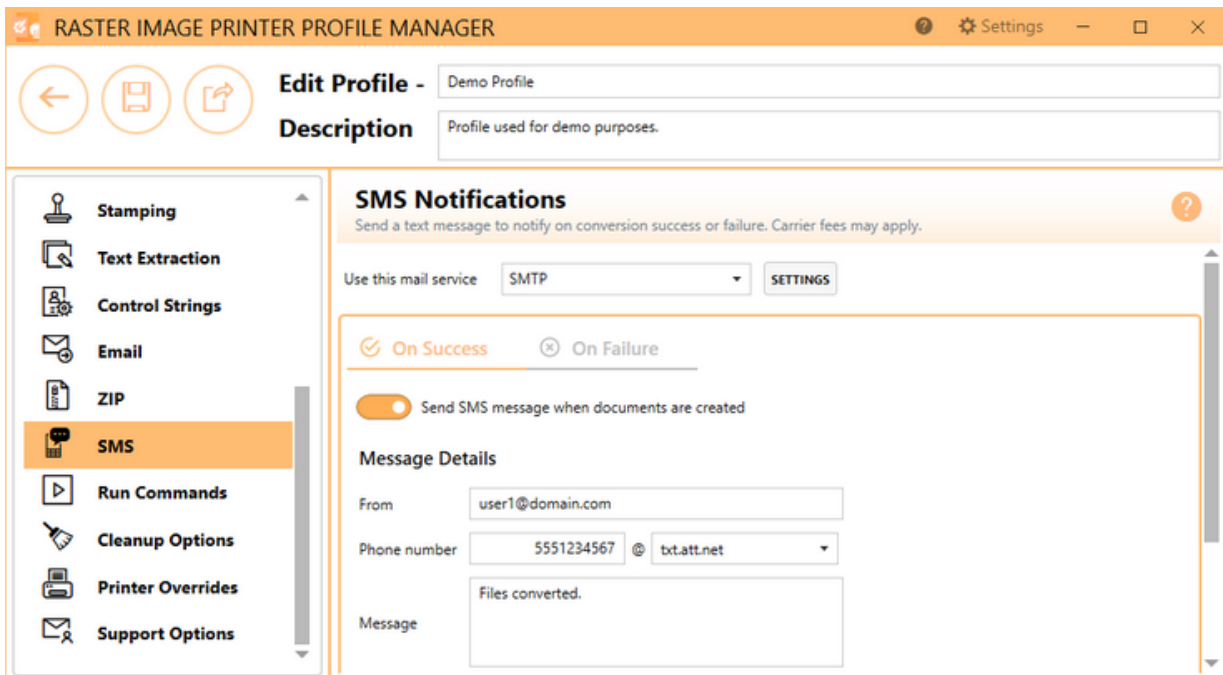 RASTER IMAGE PRINTER PROFILE MANAGER
? Settings
Edit Profile - Demo Profile
Description Profile used for demo purposes.
Stamping
Text Extraction
Control Strings
Email
ZIP
SMS
Run Commands
Cleanup Options
Printer Overrides
Support Options
SMS Notifications
?
Send a text message to notify on conversion success or failure. Carrier fees may apply.
Use this mail service SMTP SETTINGS
On Success On Failure
Send SMS message when documents are created
Message Details
From user1@domain.com
Phone number 5551234567 @ txt.att.net
Message Files converted.